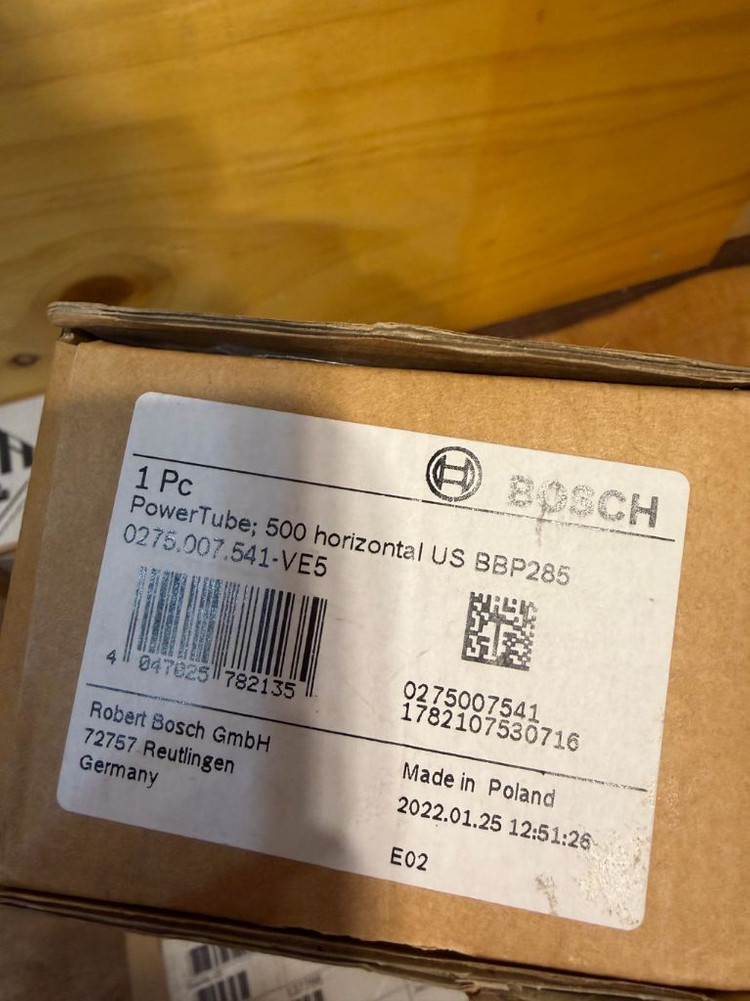 BOSCH
1 Pc
PowerTube; 500 horizontal US BBP285
0275.007.541-VE5
4 047025 782135
0275007541
1782107530716
Robert Bosch GmbH
72757 Reutlingen
Germany
Made in Poland
2022.01.25 12:51:26
E02